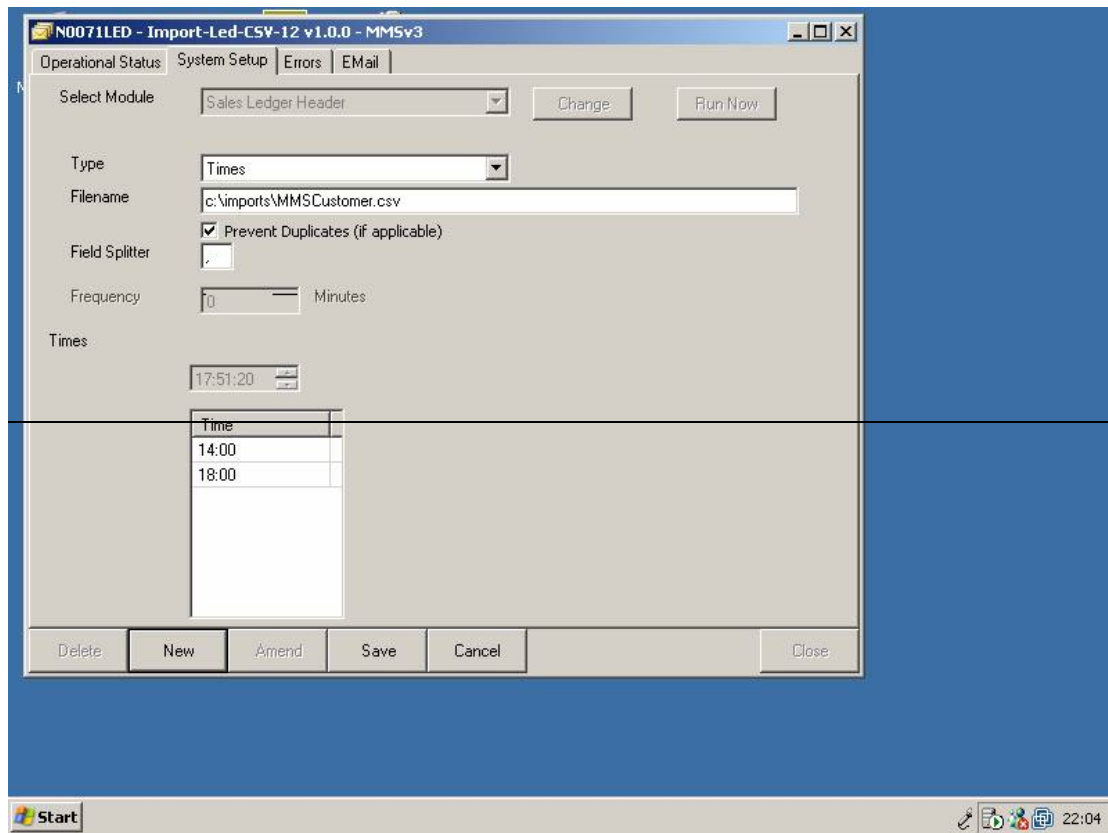 N0071LED - Import-Led-CSV-12 v1.0.0 - MMSv3
Operational Status System Setup Errors EMail
Select Module Sales Ledger Header Change Run Now
Type Times
Filename c:\imports\MMSCustomer.csv
Prevent Duplicates (if applicable)
Field Splitter ,
Frequency 0 Minutes
Times
17:51:20
Time
14:00
18:00
Delete New Amend Save Cancel Close
Start 22:04